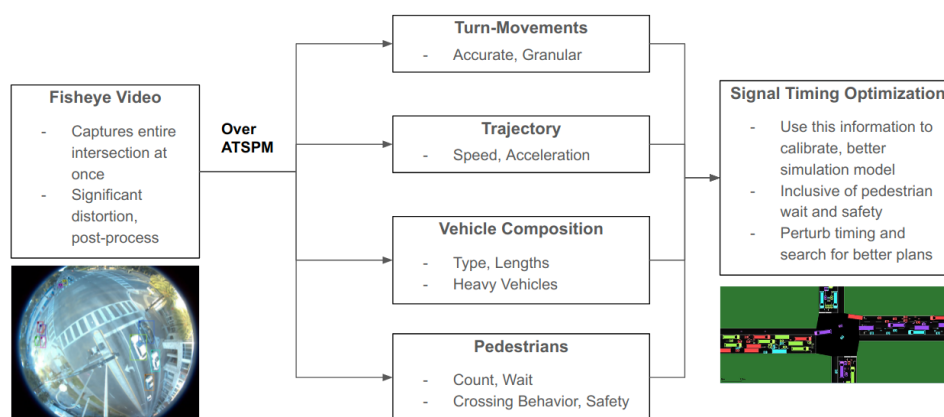 Fisheye Video
- Captures entire
intersection at
once
- Significant
distortion,
post-process
Over
ATSPM
Turn-Movements
- Accurate, Granular
Trajectory
- Speed, Acceleration
Vehicle Composition
- Type, Lengths
- Heavy Vehicles
Pedestrians
- Count, Wait
- Crossing Behavior, Safety
Signal Timing Optimization
- Use this information to
calibrate, better
simulation model
- Inclusive of pedestrian
wait and safety
- Perturb timing and
search for better plans